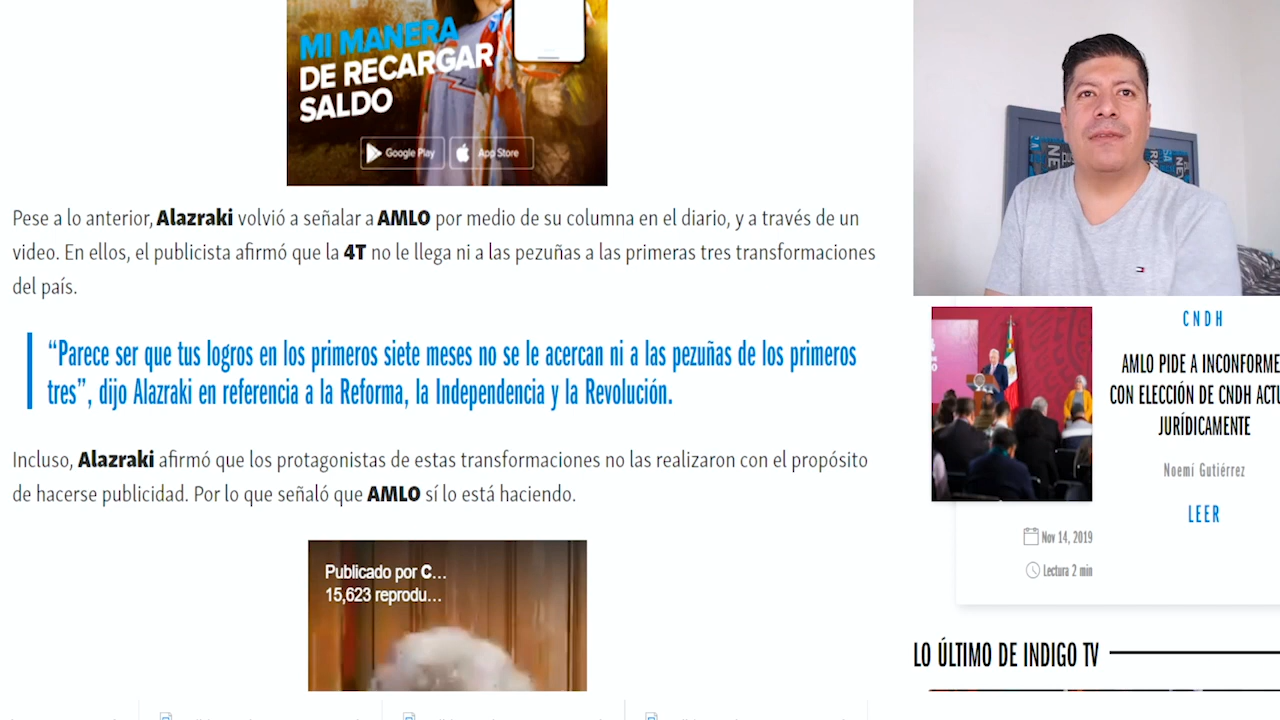 MI MANERA
DE RECARGAR
SALDO
Google Play
App Store
Pese a lo anterior, Alazraki volvió a señalar a AMLO por medio de su columna en el diario, y a través de un
video. En ellos, el publicista afirmó que la 4T no le llega ni a las pezuñas a las primeras tres transformaciones
del país.
“Parece ser que tus logros en los primeros siete meses no se le acercan ni a las pezuñas de los primeros
tres”, dijo Alazraki en referencia a la Reforma, la Independencia y la Revolución.
Incluso, Alazraki afirmó que los protagonistas de estas transformaciones no las realizaron con el propósito
de hacerse publicidad. Por lo que señaló que AMLO sí lo está haciendo.
Publicado por C...
15,623 reprodu...
CNDH
AMLO PIDE A INCONFORME
CON ELECCIÓN DE CNDH ACTU
JURÍDICAMENTE
Noemí Gutiérrez
LEER
Nov 14, 2019
Lectura 2 min
LO ÚLTIMO DE INDIGO TV